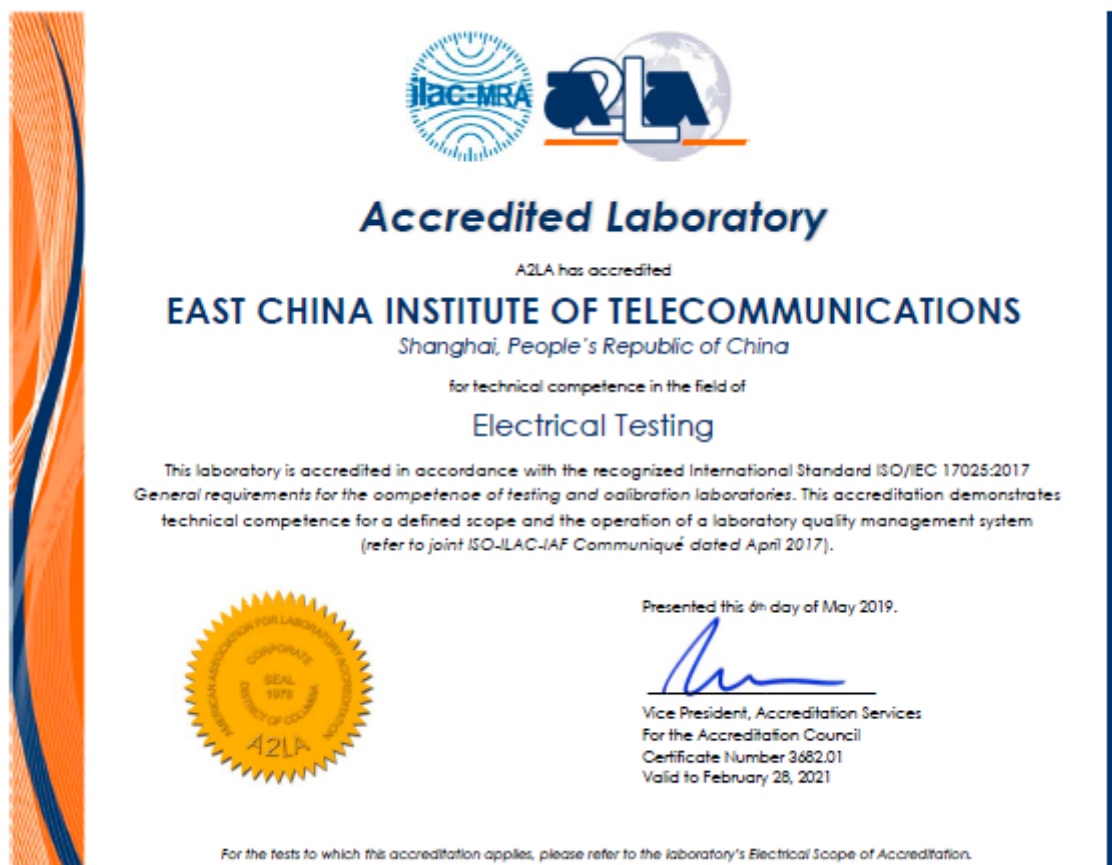 ilac-MRA
A2LA
Accredited Laboratory
A2LA has accredited
EAST CHINA INSTITUTE OF TELECOMMUNICATIONS
Shanghai, People's Republic of China
for technical competence in the field of
Electrical Testing
This laboratory is accredited in accordance with the recognized International Standard ISO/IEC 17025:2017
General requirements for the competence of testing and calibration laboratories. This accreditation demonstrates
technical competence for a defined scope and the operation of a laboratory quality management system
(refer to joint ISO-ILAC-IAF Communiqué dated April 2017).
AMERICAN ASSOCIATION FOR LABORATORY ACCREDITATION
CORPORATE
SEAL
1978
DISTRICT OF COLUMBIA
A2LA
Presented this 6th day of May 2019.
Vice President, Accreditation Services
For the Accreditation Council
Certificate Number 3682.01
Valid to February 28, 2021
For the tests to which this accreditation applies, please refer to the laboratory's Electrical Scope of Accreditation.